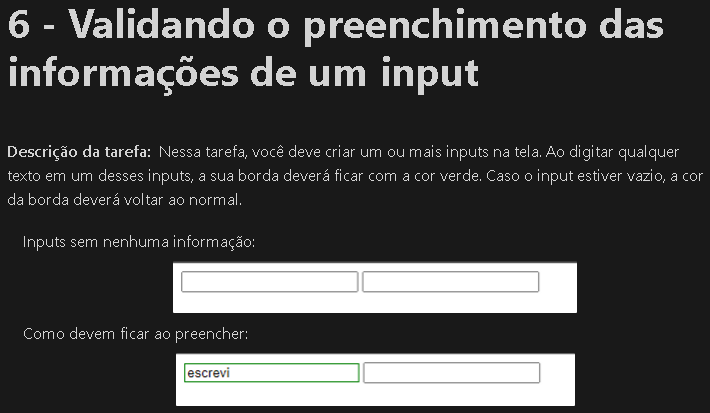 6 - Validando o preenchimento das
informações de um input
Descrição da tarefa: Nessa tarefa, você deve criar um ou mais inputs na tela. Ao digitar qualquer
texto em um desses inputs, a sua borda deverá ficar com a cor verde. Caso o input estiver vazio, a cor
da borda deverá voltar ao normal.
Inputs sem nenhuma informação:
Como devem ficar ao preencher:
escrevi